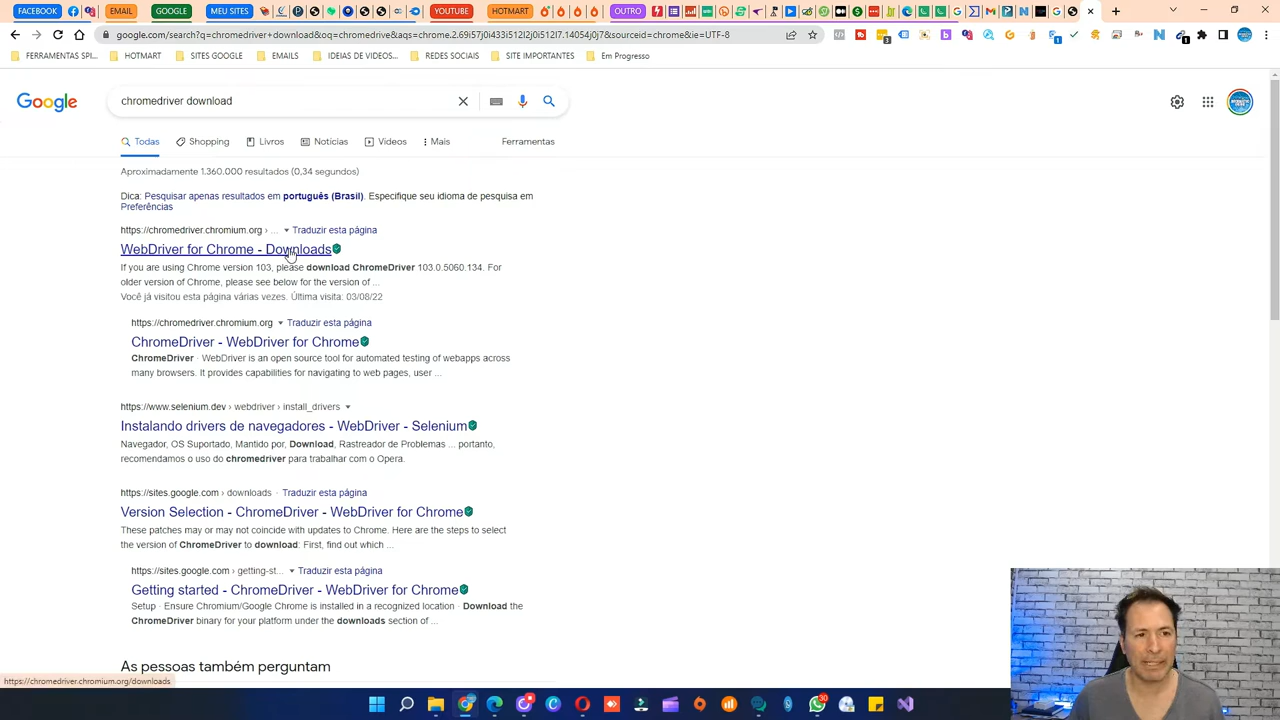 FACEBOOK
EMAIL
GOOGLE
MEU SITES
YOUTUBE
HOTMART
OUTRO
google.com/search?q=chromedriver+download&oq=chromedrive&aqs=chrome.2.69i57j0i433i512l2j0i512l7.14054j0j7&sourceid=chrome&ie=UTF-8
FERRAMENTAS SPI...
HOTMART
SITES GOOGLE
EMAILS
IDEIAS DE VIDEOS...
REDES SOCIAIS
SITE IMPORTANTES
Em Progresso
Google
chromedriver download
Todas
Shopping
Livros
Notícias
Vídeos
Mais
Ferramentas
Aproximadamente 1.360.000 resultados (0,34 segundos)
Dica: Pesquisar apenas resultados em português (Brasil). Especifique seu idioma de pesquisa em
Preferências
https://chromedriver.chromium.org › ... Traduzir esta página
WebDriver for Chrome - Downloads
If you are using Chrome version 103, please download ChromeDriver 103.0.5060.134. For
older version of Chrome, please see below for the version of ...
Você já visitou esta página várias vezes. Última visita: 03/08/22
https://chromedriver.chromium.org Traduzir esta página
ChromeDriver - WebDriver for Chrome
ChromeDriver · WebDriver is an open source tool for automated testing of webapps across
many browsers. It provides capabilities for navigating to web pages, user ...
https://www.selenium.dev › webdriver › install_drivers
Instalando drivers de navegadores - WebDriver - Selenium
Navegador, OS Suportado, Mantido por, Download, Rastreador de Problemas ... portanto,
recomendamos o uso do chromedriver para trabalhar com o Opera.
https://sites.google.com › downloads · Traduzir esta página
Version Selection - ChromeDriver - WebDriver for Chrome
These patches may or may not coincide with updates to Chrome. Here are the steps to select
the version of ChromeDriver to download: First, find out which ...
https://sites.google.com › getting-st... Traduzir esta página
Getting started - ChromeDriver - WebDriver for Chrome
Setup · Ensure Chromium/Google Chrome is installed in a recognized location · Download the
ChromeDriver binary for your platform under the downloads section of ...
As pessoas também perguntam
https://chromedriver.chromium.org/downloads
30